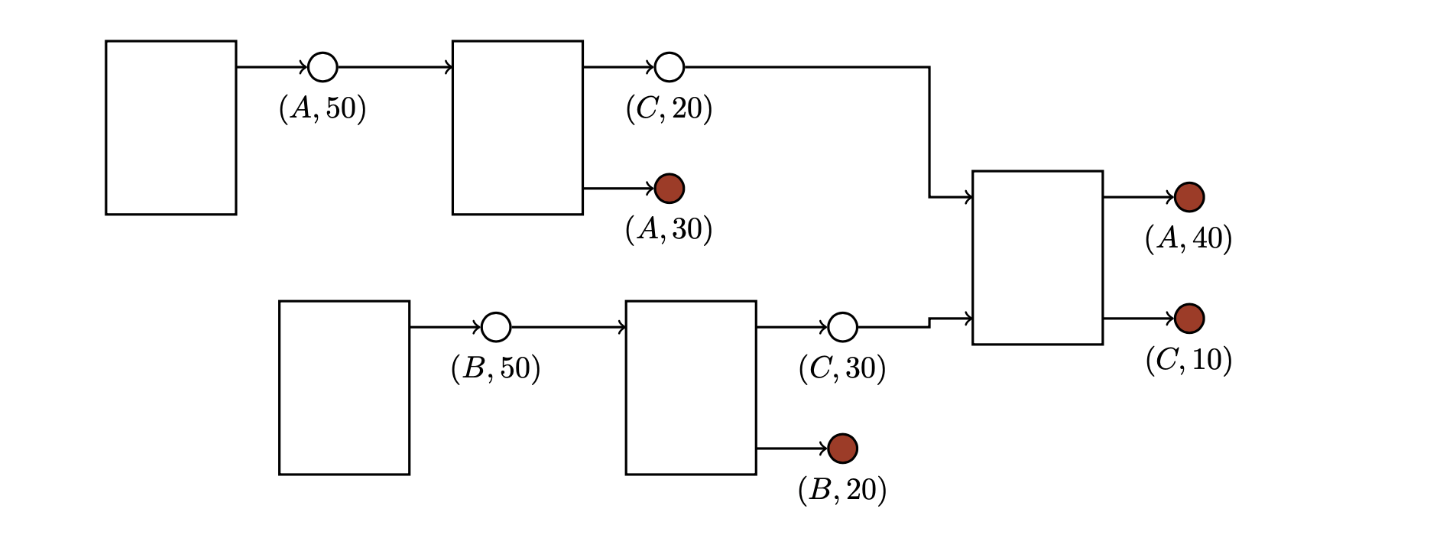 (A, 50)
(C, 20)
(A, 30)
(A, 40)
(B, 50)
(C, 30)
(C, 10)
(B, 20)